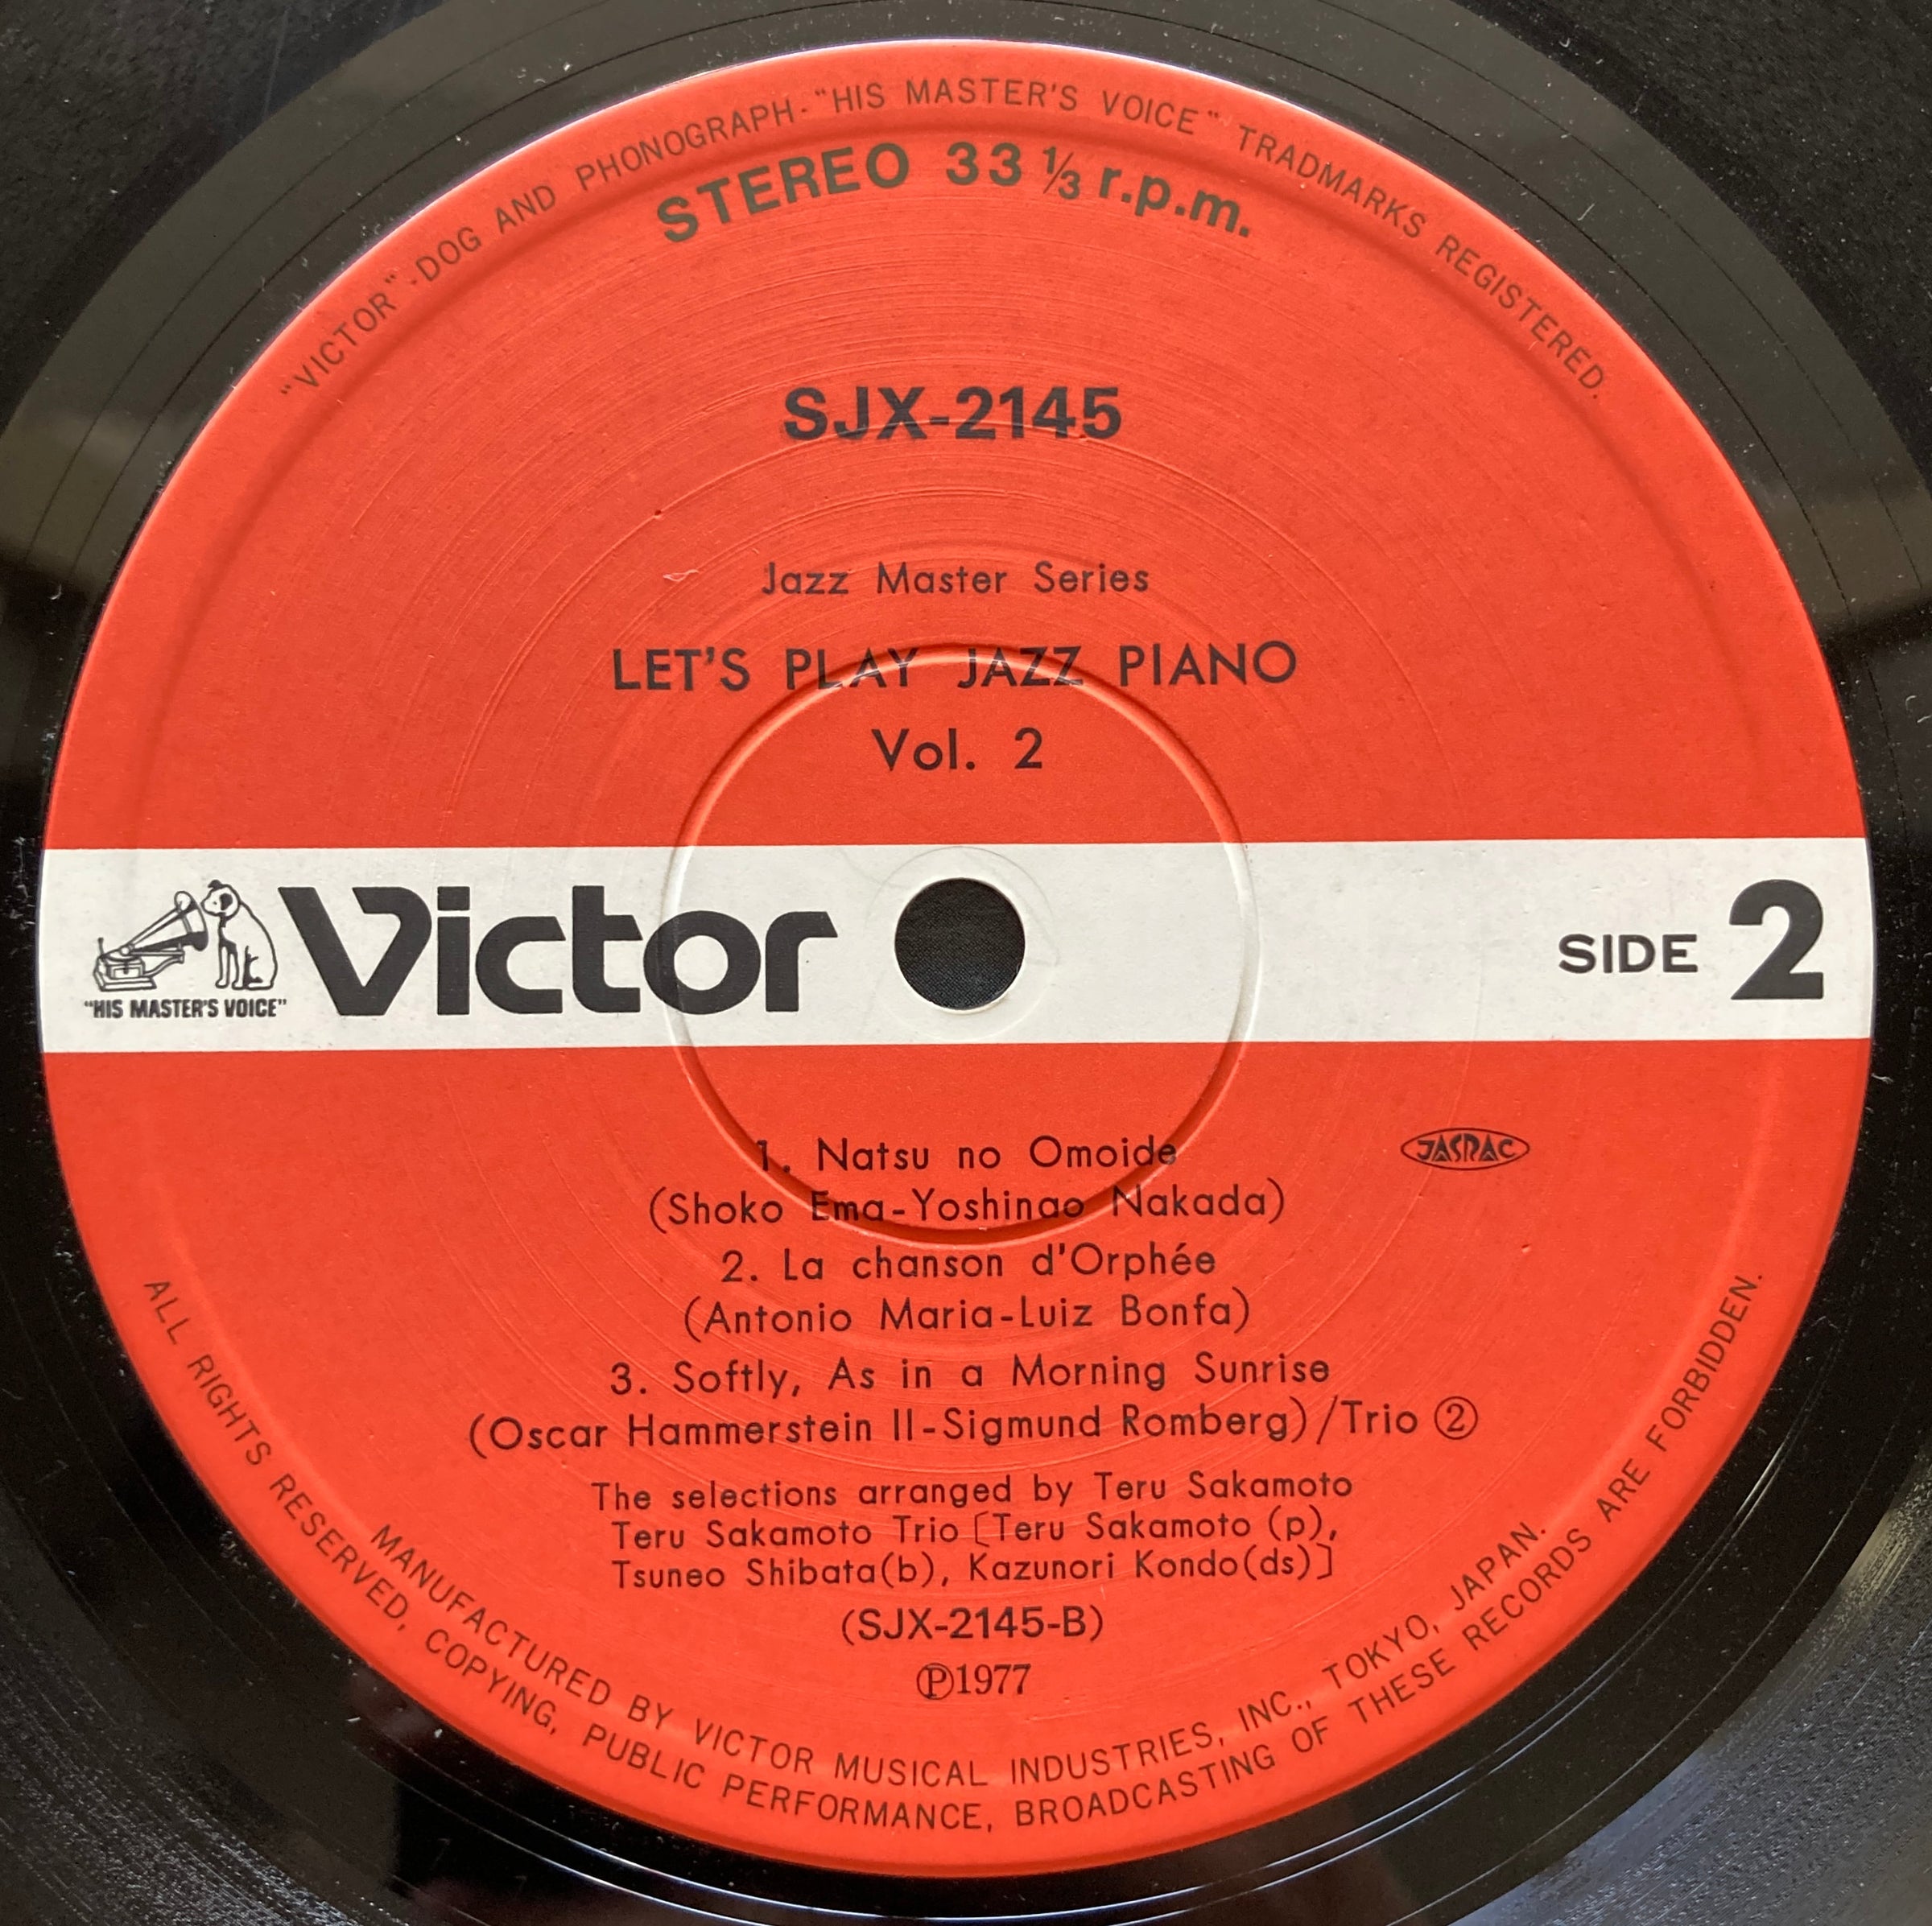 "VICTOR"-DOG AND PHONOGRAPH-"HIS MASTER'S VOICE" TRADMARKS REGISTERED.
STEREO 33 ⅓ r.p.m.
SJX-2145
Jazz Master Series
LET'S PLAY JAZZ PIANO
Vol. 2
"HIS MASTER'S VOICE"
Victor
SIDE 2
1. Natsu no Omoide
JASRAC
(Shoko Ema-Yoshinao Nakada)
2. La chanson d'Orphée
(Antonio Maria-Luiz Bonfa)
3. Softly, As in a Morning Sunrise
(Oscar Hammerstein II-Sigmund Romberg)/Trio ②
The selections arranged by Teru Sakamoto
Teru Sakamoto Trio [Teru Sakamoto (p),
Tsuneo Shibata(b), Kazunori Kondo(ds)]
(SJX-2145-B)
Ⓟ1977
MANUFACTURED BY VICTOR MUSICAL INDUSTRIES, INC., TOKYO, JAPAN.
ALL RIGHTS RESERVED, COPYING, PUBLIC PERFORMANCE, BROADCASTING OF THESE RECORDS ARE FORBIDDEN.